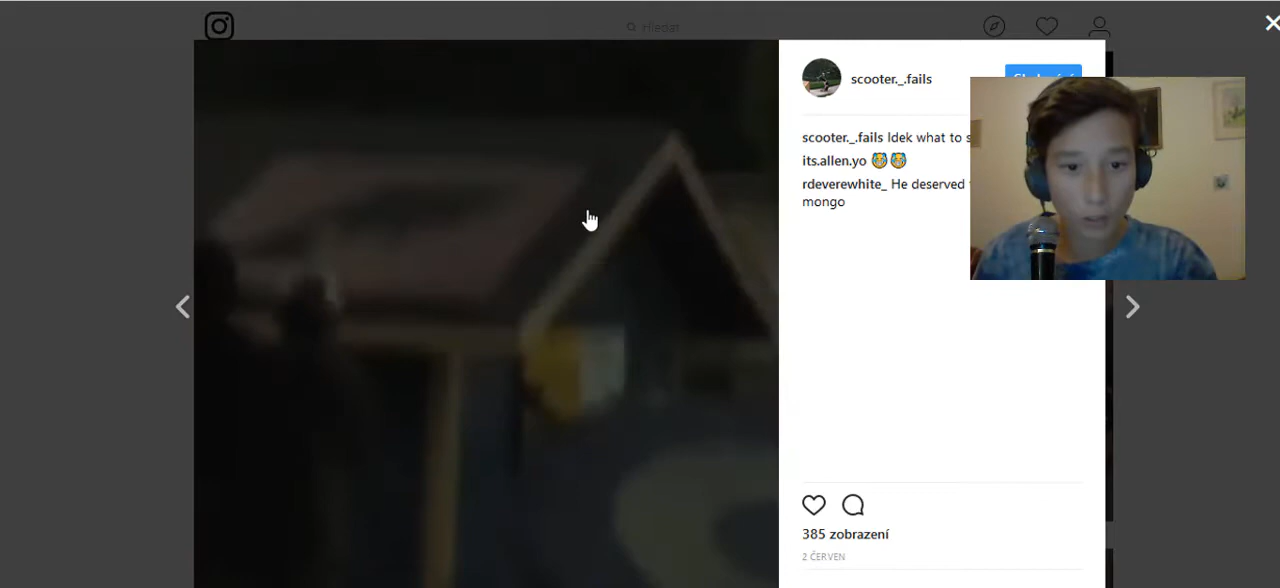 Hledat
scooter._.fails
scooter._.fails Idek what to s
its.allen.yo
rdeverewhite_ He deserved
mongo
385 zobrazení
2 ČERVEN